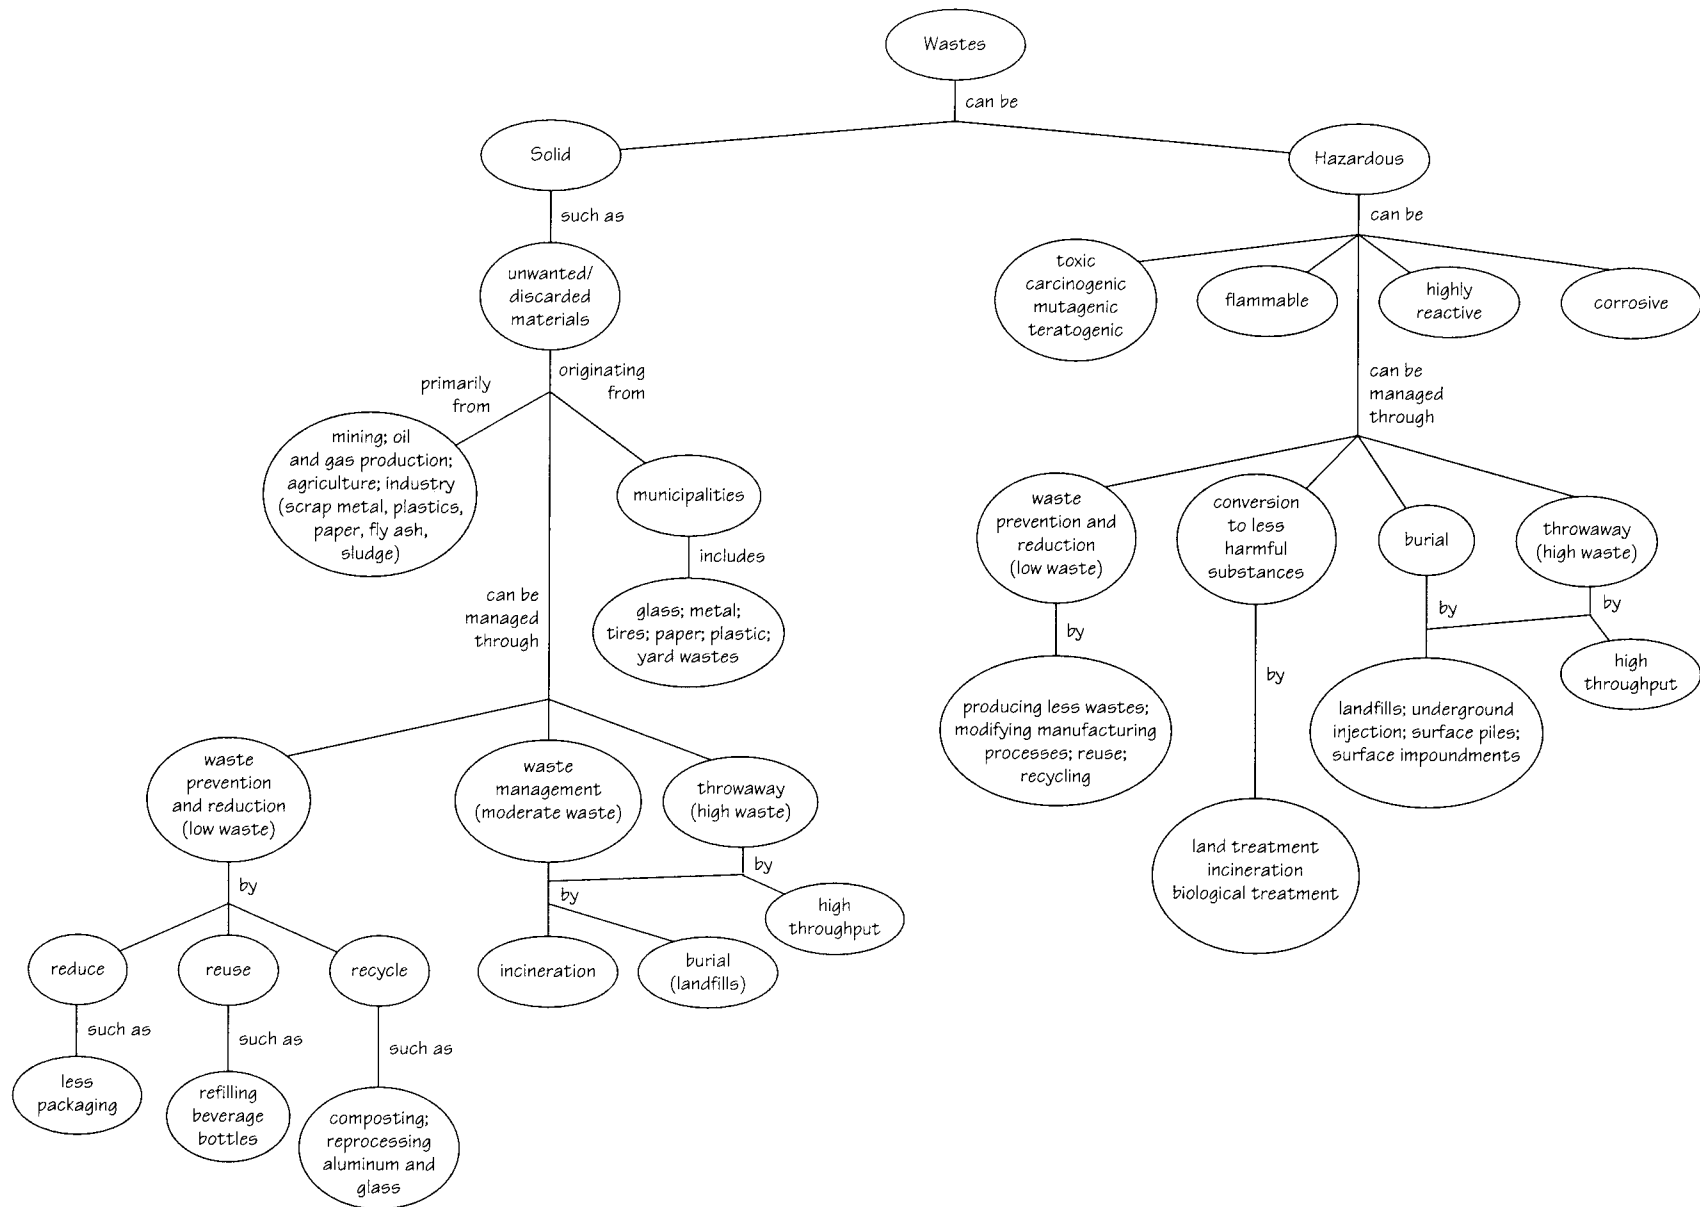 Wastes
can be
Solid
such as
unwanted/
discarded
materials
primarily
from
originating
from
mining; oil
and gas production;
agriculture; industry
(scrap metal, plastics,
paper, fly ash,
sludge)
municipalities
includes
glass; metal;
tires; paper; plastic;
yard wastes
can be
managed
through
waste
prevention
and reduction
(low waste)
by
reduce
such as
less
packaging
reuse
such as
refilling
beverage
bottles
recycle
such as
composting;
reprocessing
aluminum and
glass
waste
management
(moderate waste)
by
incineration
burial
(landfills)
throwaway
(high waste)
by
high
throughput
Hazardous
can be
toxic
carcinogenic
mutagenic
teratogenic
flammable
highly
reactive
corrosive
can be
managed
through
waste
prevention and
reduction
(low waste)
by
producing less wastes;
modifying manufacturing
processes; reuse;
recycling
conversion
to less
harmful
substances
by
land treatment
incineration
biological treatment
burial
by
landfills; underground
injection; surface piles;
surface impoundments
throwaway
(high waste)
by
high
throughput